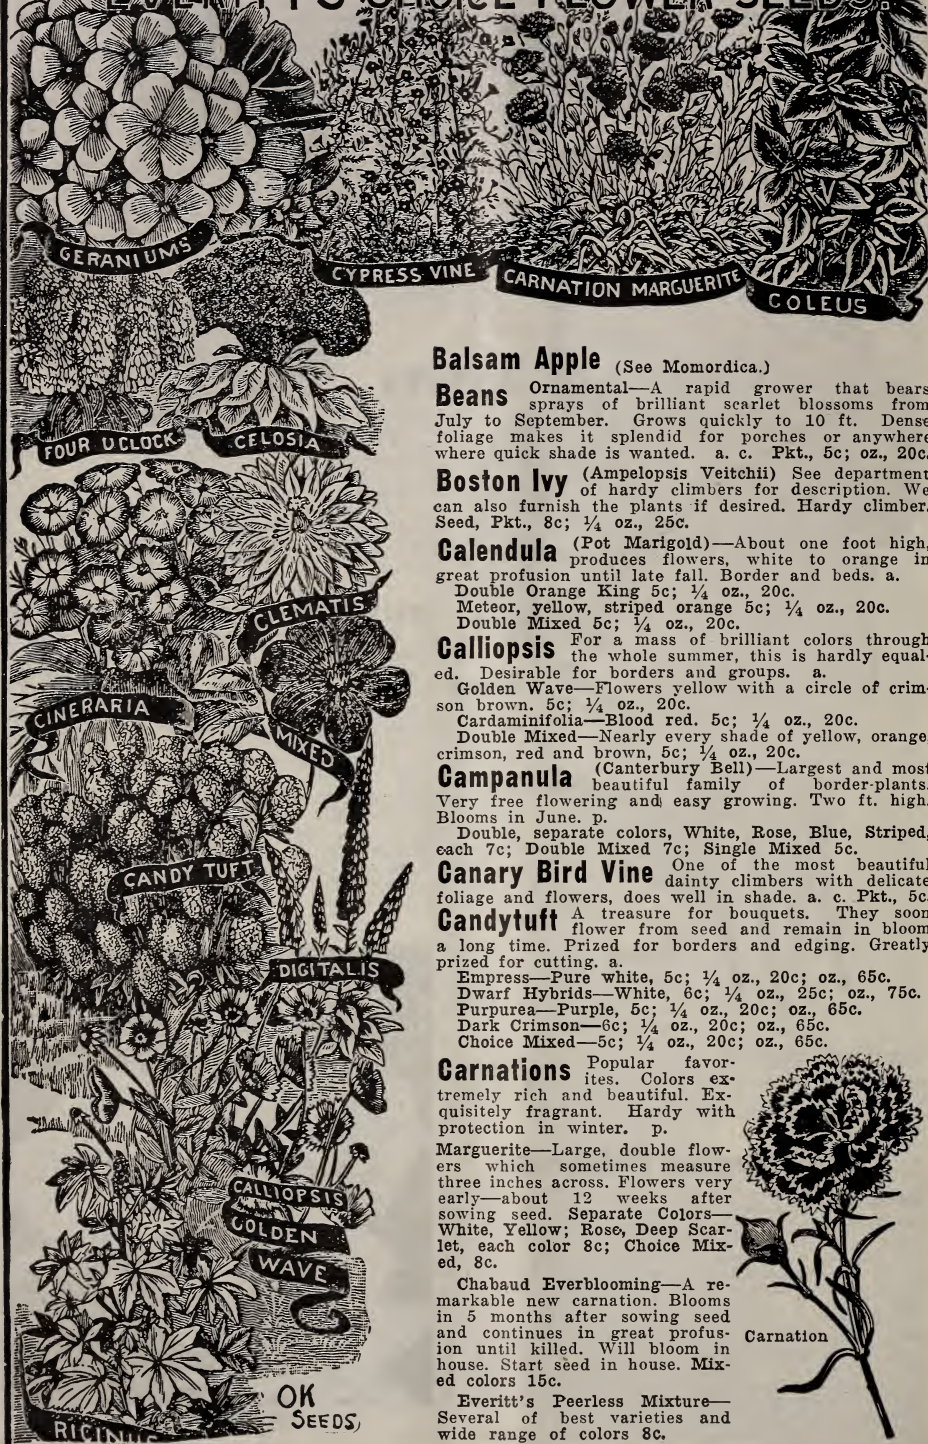 EVERITT'S CHOICE FLOWER SEEDS.
GERANIUMS
CYPRESS VINE
CARNATION MARGUERITE
COLEUS
FOUR O CLOCK
CELOSIA
CLEMATIS
CINERARIA
MIXED
CANDY TUFT
DIGITALIS
CALLIOPSIS
GOLDEN
WAVE
RICINUS
OK
SEEDS,
Balsam Apple (See Momordica.)
Beans Ornamental—A rapid grower that bears
sprays of brilliant scarlet blossoms from
July to September. Grows quickly to 10 ft. Dense
foliage makes it splendid for porches or anywhere
where quick shade is wanted. a. c. Pkt., 5c; oz., 20c.
Boston Ivy (Ampelopsis Veitchii) See department
of hardy climbers for description. We
can also furnish the plants if desired. Hardy climber.
Seed, Pkt., 8c; ¼ oz., 25c.
Calendula (Pot Marigold)—About one foot high,
produces flowers, white to orange in
great profusion until late fall. Border and beds. a.
Double Orange King 5c; ¼ oz., 20c.
Meteor, yellow, striped orange 5c; ¼ oz., 20c.
Double Mixed 5c; ¼ oz., 20c.
Calliopsis For a mass of brilliant colors through
the whole summer, this is hardly equal-
ed. Desirable for borders and groups. a.
Golden Wave—Flowers yellow with a circle of crim-
son brown. 5c; ¼ oz., 20c.
Cardaminifolia—Blood red. 5c; ¼ oz., 20c.
Double Mixed—Nearly every shade of yellow, orange,
crimson, red and brown, 5c; ¼ oz., 20c.
Campanula (Canterbury Bell)—Largest and most
beautiful family of border-plants.
Very free flowering and easy growing. Two ft. high.
Blooms in June. p.
Double, separate colors, White, Rose, Blue, Striped,
each 7c; Double Mixed 7c; Single Mixed 5c.
Canary Bird Vine One of the most beautiful
dainty climbers with delicate
foliage and flowers, does well in shade. a. c. Pkt., 5c.
Candytuft A treasure for bouquets. They soon
flower from seed and remain in bloom
a long time. Prized for borders and edging. Greatly
prized for cutting. a.
Empress—Pure white, 5c; ¼ oz., 20c; oz., 65c.
Dwarf Hybrids—White, 6c; ¼ oz., 25c; oz., 75c.
Purpurea—Purple, 5c; ¼ oz., 20c; oz., 65c.
Dark Crimson—6c; ¼ oz., 20c; oz., 65c.
Choice Mixed—5c; ¼ oz., 20c; oz., 65c.
Carnations Popular favor-
ites. Colors ex-
tremely rich and beautiful. Ex-
quisitely fragrant. Hardy with
protection in winter. p.
Marguerite—Large, double flow-
ers which sometimes measure
three inches across. Flowers very
early—about 12 weeks after
sowing seed. Separate Colors—
White, Yellow; Rose, Deep Scar-
let, each color 8c; Choice Mix-
ed, 8c.
Chabaud Everblooming—A re-
markable new carnation. Blooms
in 5 months after sowing seed
and continues in great profus-
ion until killed. Will bloom in
house. Start seed in house. Mix-
ed colors 15c.
Everitt's Peerless Mixture—
Several of best varieties and
wide range of colors 8c.
Carnation